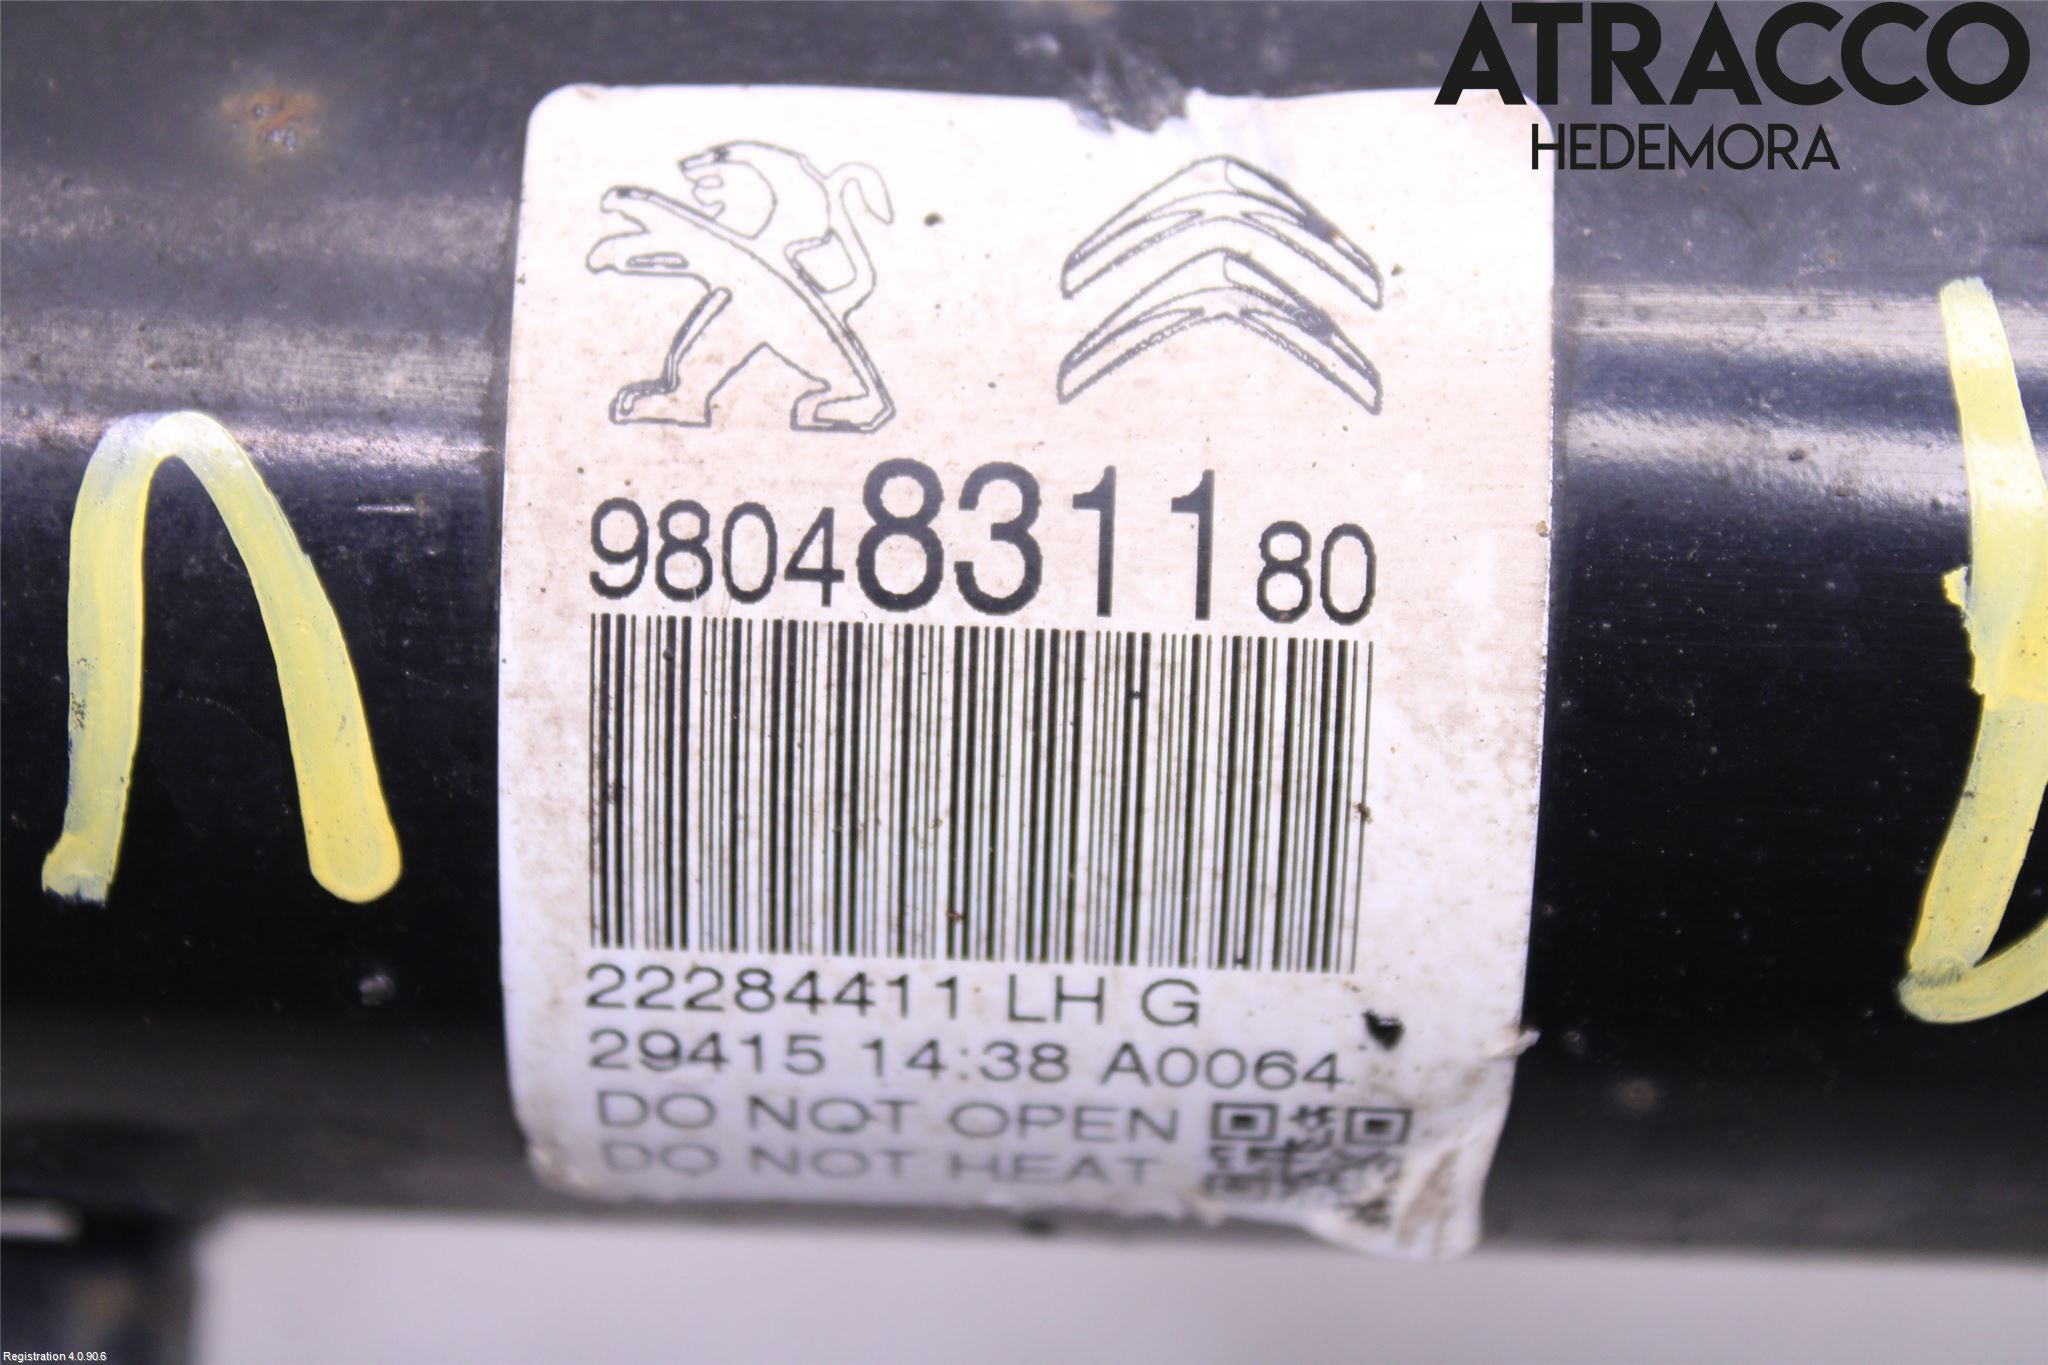 ATRACCO
HEDEMORA
9804831180
22284411 LH G
29415 14:38 A0064
DO NOT OPEN
DO NOT HEAT
Registration 4.0.90.6